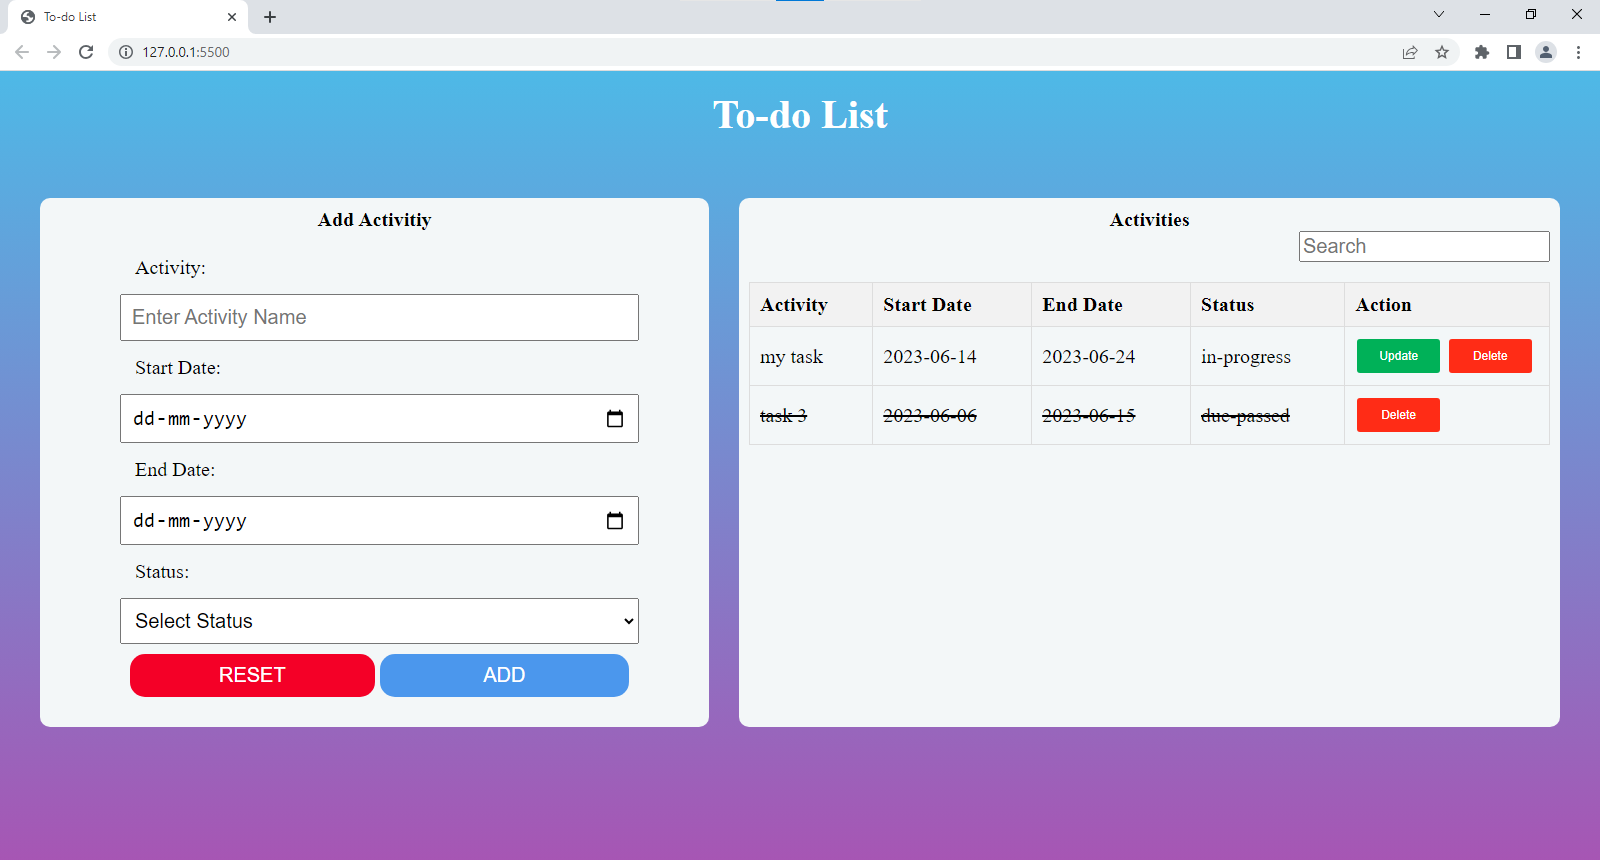 To-do List
127.0.0.1:5500
To-do List
Add Activitiy
Activity:
Enter Activity Name
Start Date:
dd-mm-yyyy
End Date:
dd-mm-yyyy
Status:
Select Status
RESET ADD
Activities
Search
Activity Start Date End Date Status Action
my task 2023-06-14 2023-06-24 in-progress Update Delete
task 3 2023-06-06 2023-06-15 due-passed Delete